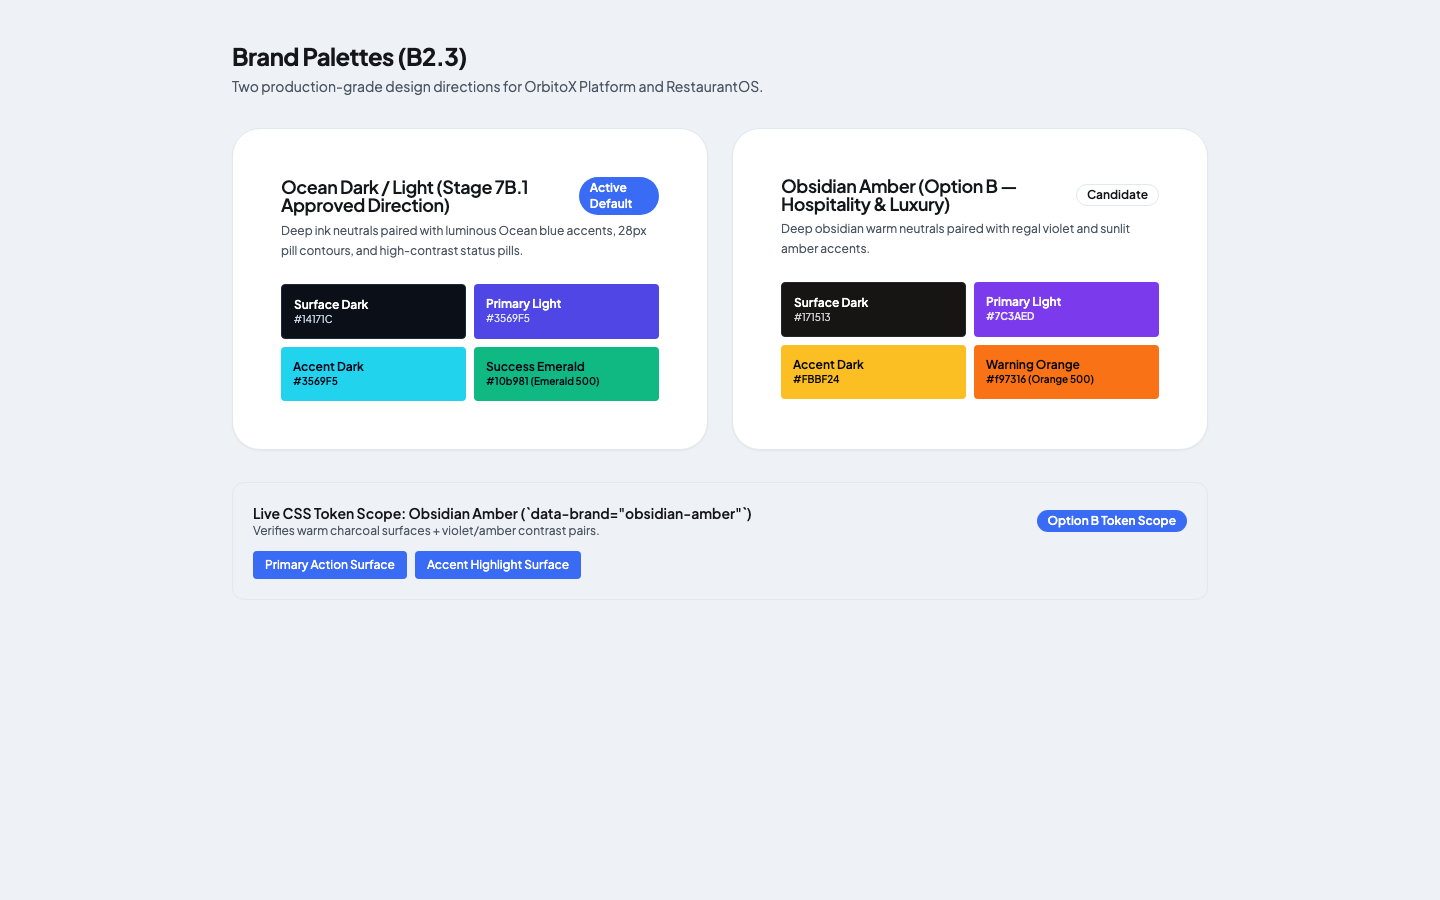 Brand Palettes (B2.3)
Two production-grade design directions for OrbitoX Platform and RestaurantOS.
Ocean Dark / Light (Stage 7B.1
Approved Direction)
Active
Default
Deep ink neutrals paired with luminous Ocean blue accents, 28px
pill contours, and high-contrast status pills.
Surface Dark
#14171C
Primary Light
#3569F5
Accent Dark
#3569F5
Success Emerald
#10b981 (Emerald 500)
Obsidian Amber (Option B —
Hospitality & Luxury)
Candidate
Deep obsidian warm neutrals paired with regal violet and sunlit
amber accents.
Surface Dark
#171513
Primary Light
#7C3AED
Accent Dark
#FBBF24
Warning Orange
#f97316 (Orange 500)
Live CSS Token Scope: Obsidian Amber (`data-brand="obsidian-amber"`)
Verifies warm charcoal surfaces + violet/amber contrast pairs.
Option B Token Scope
Primary Action Surface
Accent Highlight Surface